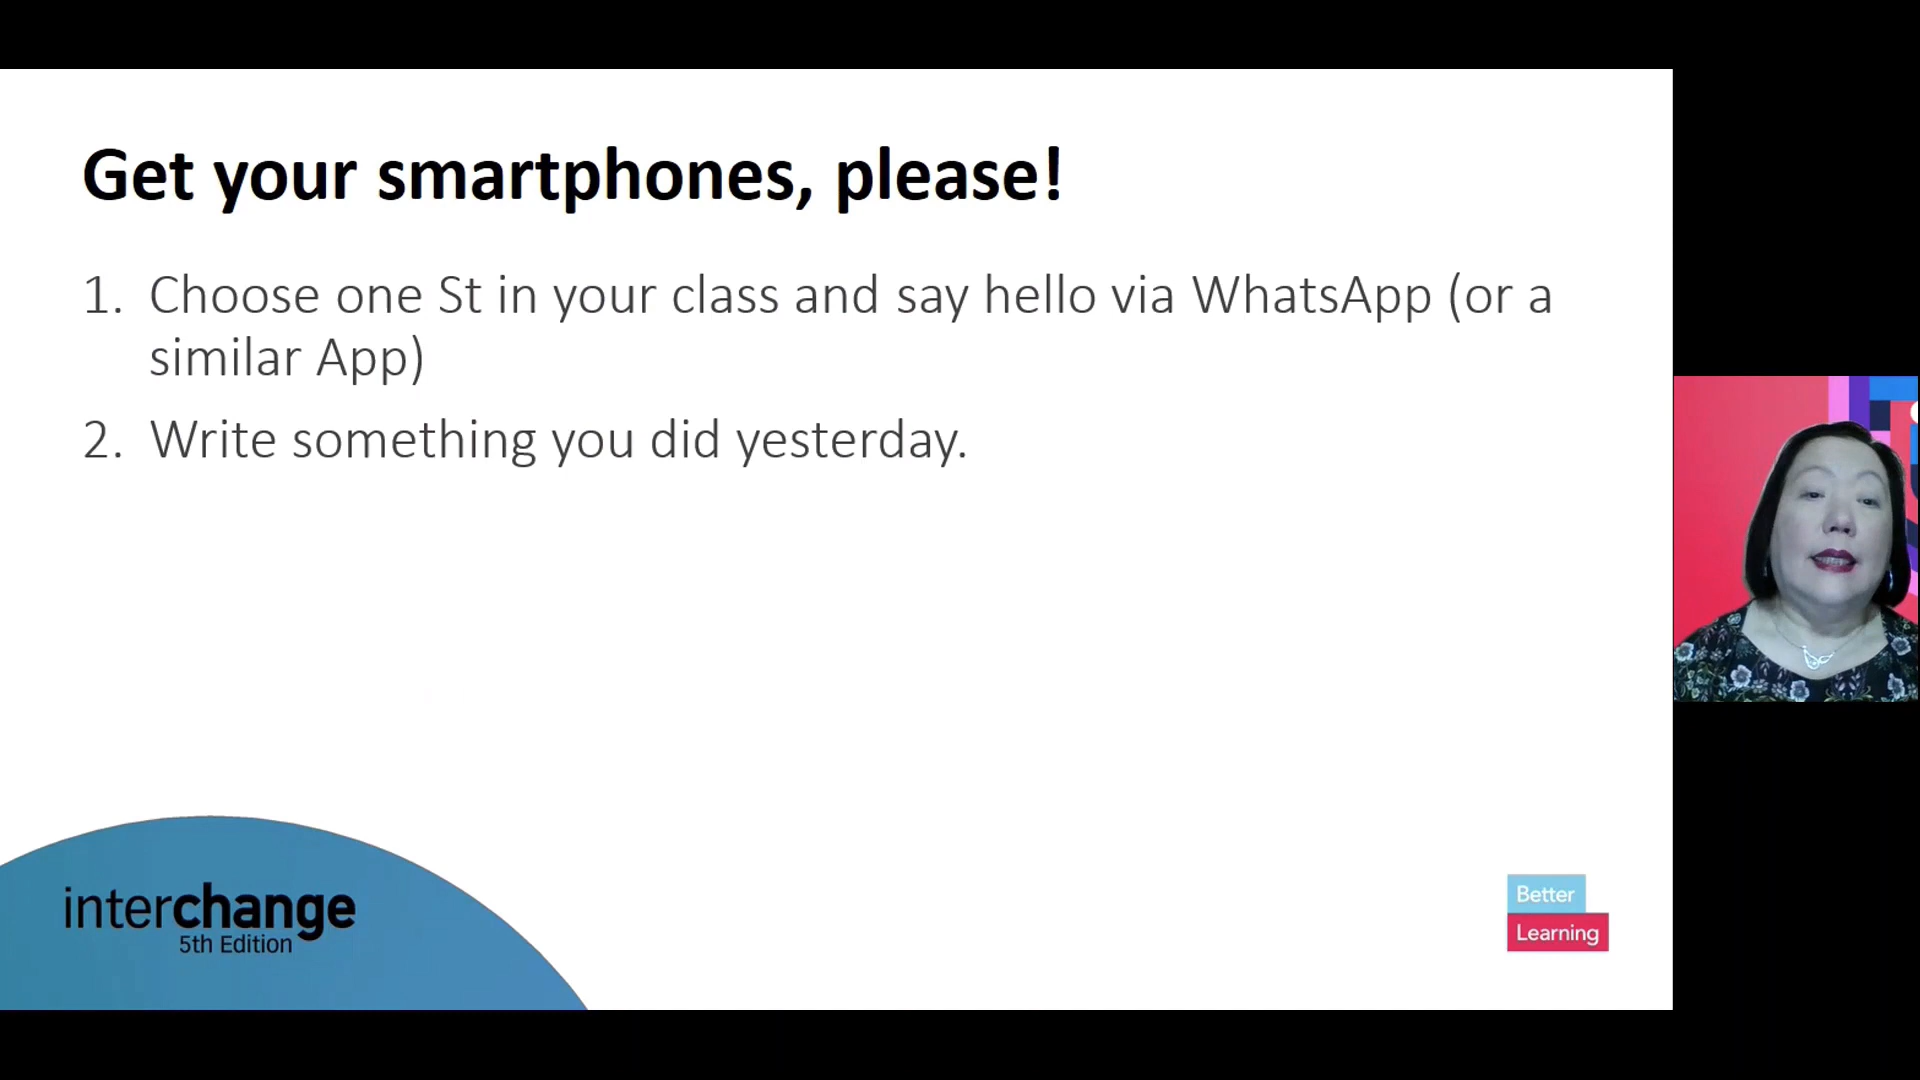 Get your smartphones, please!
1. Choose one St in your class and say hello via WhatsApp (or a
similar App)
2. Write something you did yesterday.
interchange
5th Edition
Better
Learning